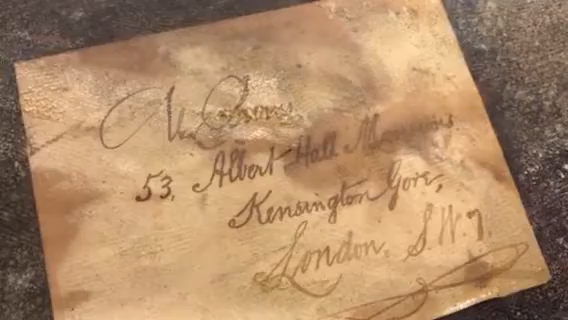 53, Albert Hall Mansions
Kensington Gore,
London. S.W.7.